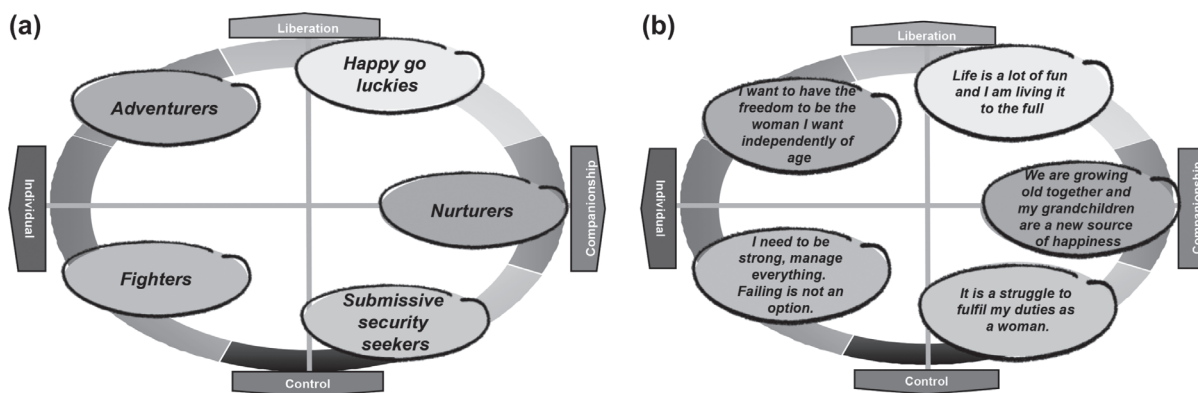 (a)
Liberation
Happy go
luckies
Adventurers
Individual
Nurturers
Companionship
Fighters
Submissive
security
seekers
Control
(b)
Liberation
Life is a lot of fun
and I am living it
to the full
I want to have the
freedom to be the
woman I want
independently of
age
Individual
We are growing
old together and
my grandchildren
are a new source
of happiness
Companionship
I need to be
strong, manage
everything.
Failing is not an
option.
It is a struggle to
fulfil my duties as
a woman.
Control